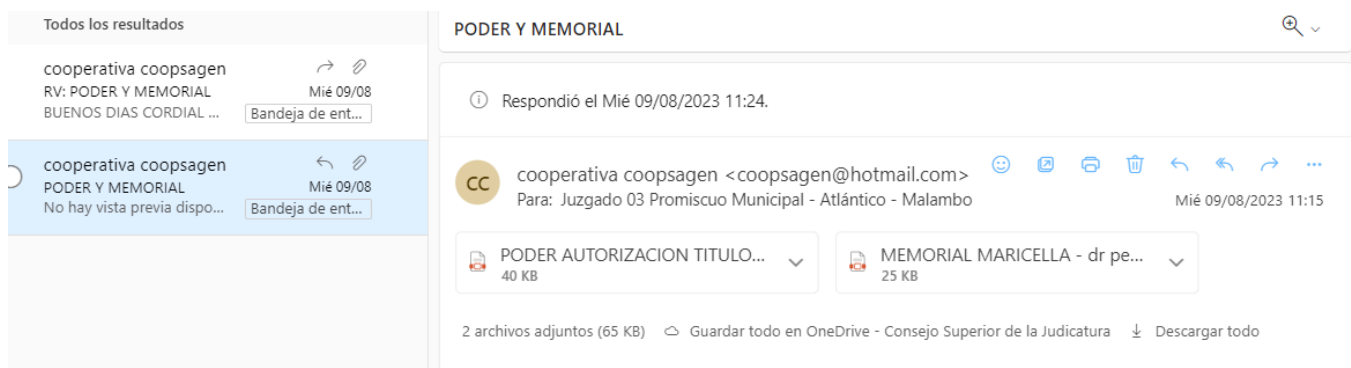 Todos los resultados
cooperativa coopsagen
RV: PODER Y MEMORIAL Mié 09/08
BUENOS DIAS CORDIAL ... Bandeja de ent...
cooperativa coopsagen
PODER Y MEMORIAL Mié 09/08
No hay vista previa dispo... Bandeja de ent...
PODER Y MEMORIAL
Respondió el Mié 09/08/2023 11:24.
CC
cooperativa coopsagen <coopsagen@hotmail.com>
Para: Juzgado 03 Promiscuo Municipal - Atlántico - Malambo Mié 09/08/2023 11:15
PODER AUTORIZACION TITULO...
40 KB
MEMORIAL MARICELLA - dr pe...
25 KB
2 archivos adjuntos (65 KB) Guardar todo en OneDrive - Consejo Superior de la Judicatura Descargar todo